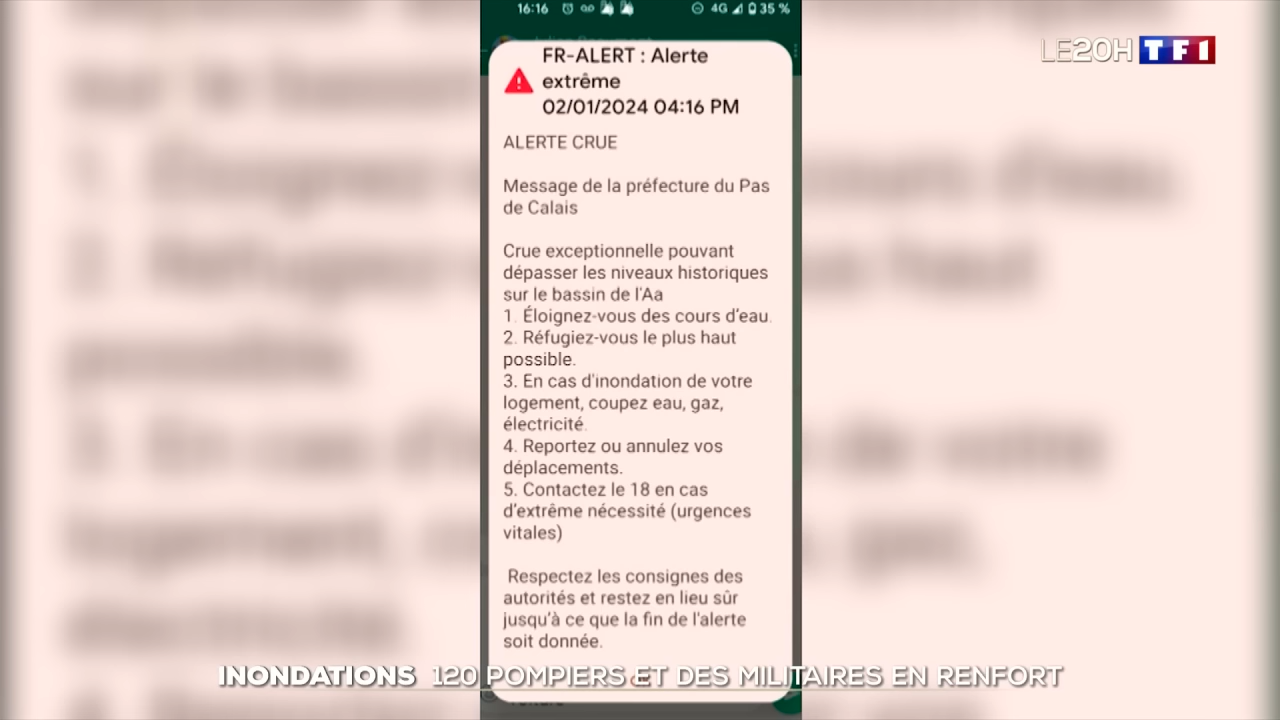 16:16
4G
35 %
LE20H TF1
FR-ALERT : Alerte
extrême
02/01/2024 04:16 PM
ALERTE CRUE
Message de la préfecture du Pas
de Calais
Crue exceptionnelle pouvant
dépasser les niveaux historiques
sur le bassin de l'Aa
1. Éloignez-vous des cours d'eau.
2. Réfugiez-vous le plus haut
possible.
3. En cas d'inondation de votre
logement, coupez eau, gaz,
électricité.
4. Reportez ou annulez vos
déplacements.
5. Contactez le 18 en cas
d'extrême nécessité (urgences
vitales)
Respectez les consignes des
autorités et restez en lieu sûr
jusqu'à ce que la fin de l'alerte
soit donnée.
INONDATIONS 120 POMPIERS ET DES MILITAIRES EN RENFORT